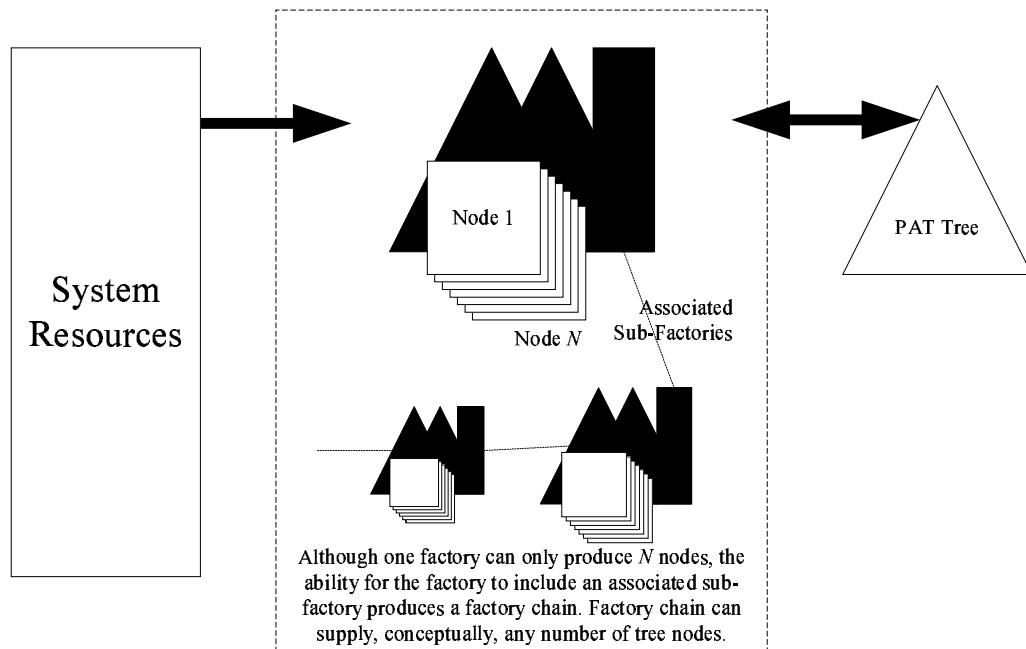 System
Resources
Node 1
Node N
Associated
Sub-Factories
PAT Tree
Although one factory can only produce N nodes, the
ability for the factory to include an associated sub-
factory produces a factory chain. Factory chain can
supply, conceptually, any number of tree nodes.